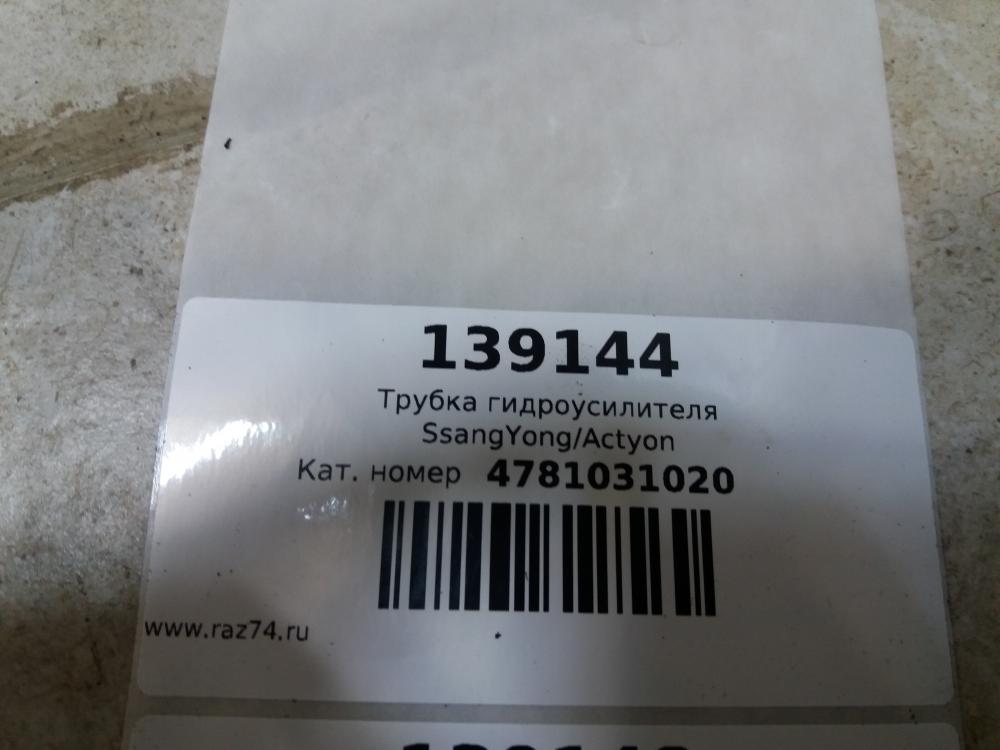 139144
Трубка гидроусилителя
SsangYong/Actyon
Кат. номер 4781031020
www.raz74.ru